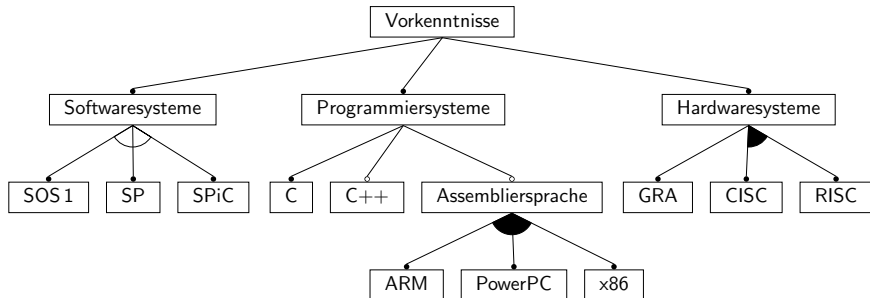 Vorkenntnisse
Softwaresysteme Programmiersysteme Hardwaresysteme
SOS 1 SP SPiC C C++ Assembliersprache GRA CISC RISC
ARM PowerPC x86